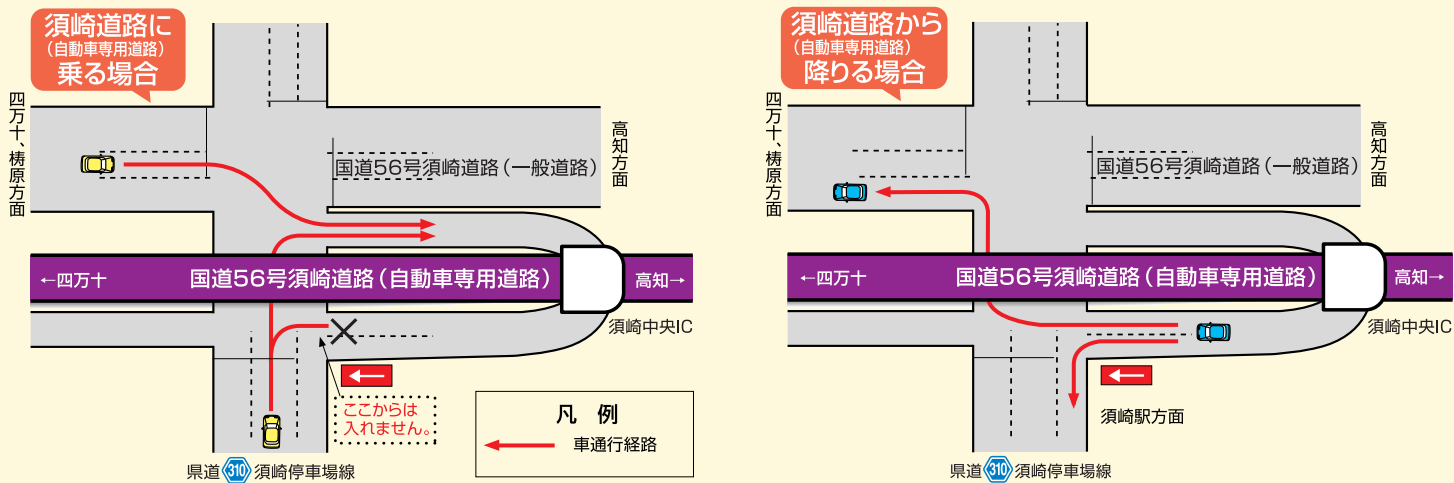 須崎道路に
(自動車専用道路)
乗る場合
四万十、梼原方面
国道56号須崎道路(一般道路)
高知方面
←四万十
国道56号須崎道路(自動車専用道路)
高知→
須崎中央IC
ここからは
入れません。
県道310須崎停車場線
凡 例
車通行経路
須崎道路から
(自動車専用道路)
降りる場合
四万十、梼原方面
国道56号須崎道路(一般道路)
高知方面
←四万十
国道56号須崎道路(自動車専用道路)
高知→
須崎中央IC
須崎駅方面
県道310須崎停車場線